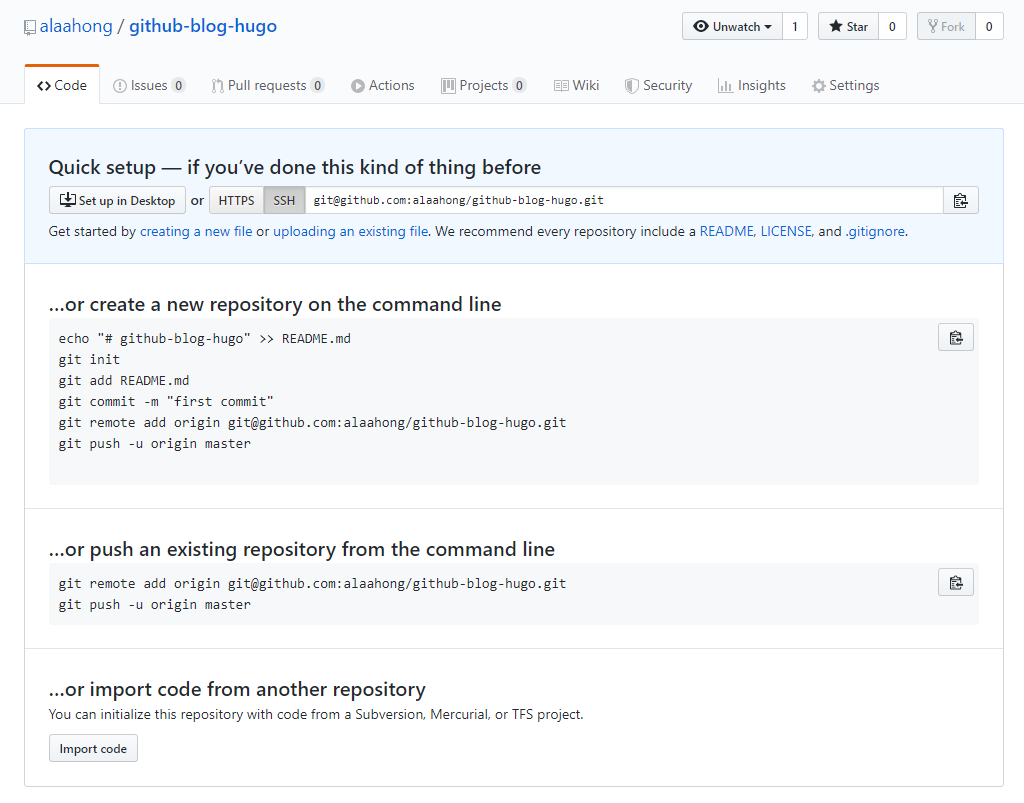 alaahong / github-blog-hugo
Unwatch 1 Star 0 Fork 0
Code Issues 0 Pull requests 0 Actions Projects 0 Wiki Security Insights Settings
Quick setup — if you’ve done this kind of thing before
Set up in Desktop or HTTPS SSH git@github.com:alaahong/github-blog-hugo.git
Get started by creating a new file or uploading an existing file. We recommend every repository include a README, LICENSE, and .gitignore.
…or create a new repository on the command line
echo "# github-blog-hugo" >> README.md
git init
git add README.md
git commit -m "first commit"
git remote add origin git@github.com:alaahong/github-blog-hugo.git
git push -u origin master
…or push an existing repository from the command line
git remote add origin git@github.com:alaahong/github-blog-hugo.git
git push -u origin master
…or import code from another repository
You can initialize this repository with code from a Subversion, Mercurial, or TFS project.
Import code